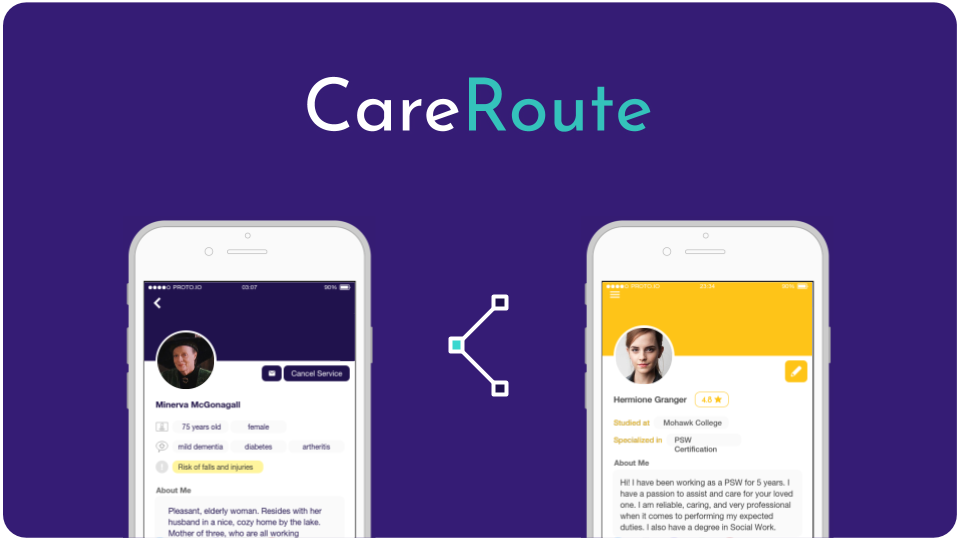 CareRoute
PROTO.IO 03:07 90%
Cancel Service
Minerva McGonagall
75 years old female
mild dementia diabetes artheritis
Risk of falls and injuries
About Me
Pleasant, elderly woman. Resides with her
husband in a nice, cozy home by the lake.
Mother of three, who are all working
PROTO.IO 21:34 90%
Hermione Granger 4.8 ★
Studied at Mohawk College
Specialized in PSW
Certification
About Me
Hi! I have been working as a PSW for 5 years. I
have a passion to assist and care for your loved
one. I am reliable, caring, and very professional
when it comes to performing my expected
duties. I also have a degree in Social Work.